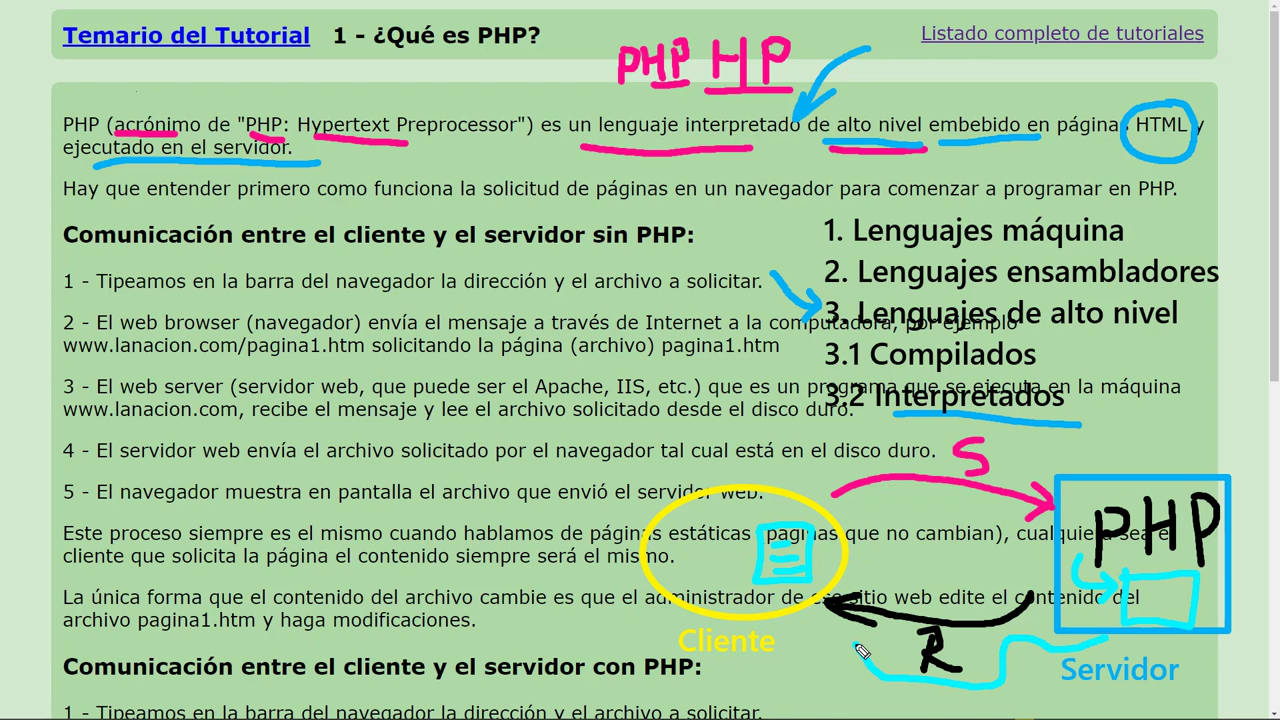 Temario del Tutorial 1 - ¿Qué es PHP? Listado completo de tutoriales
PHP HP
PHP (acrónimo de "PHP: Hypertext Preprocessor") es un lenguaje interpretado de alto nivel embebido en páginas HTML y
ejecutado en el servidor.
Hay que entender primero como funciona la solicitud de páginas en un navegador para comenzar a programar en PHP.
Comunicación entre el cliente y el servidor sin PHP:
1. Lenguajes máquina
2. Lenguajes ensambladores
3. Lenguajes de alto nivel
3.1 Compilados
3.2 Interpretados
1 - Tipeamos en la barra del navegador la dirección y el archivo a solicitar.
2 - El web browser (navegador) envía el mensaje a través de Internet a la computadora, por ejemplo
www.lanacion.com/pagina1.htm solicitando la página (archivo) pagina1.htm
3 - El web server (servidor web, que puede ser el Apache, IIS, etc.) que es un programa que se ejecuta en la máquina
www.lanacion.com, recibe el mensaje y lee el archivo solicitado desde el disco duro.
4 - El servidor web envía el archivo solicitado por el navegador tal cual está en el disco duro.
S
5 - El navegador muestra en pantalla el archivo que envió el servidor web.
PHP
Este proceso siempre es el mismo cuando hablamos de páginas estáticas (páginas que no cambian), cualquiera sea el
cliente que solicita la página el contenido siempre será el mismo.
La única forma que el contenido del archivo cambie es que el administrador de ese sitio web edite el contenido del
archivo pagina1.htm y haga modificaciones.
Cliente
R
Servidor
Comunicación entre el cliente y el servidor con PHP:
1 - Tipeamos en la barra del navegador la dirección y el archivo a solicitar.